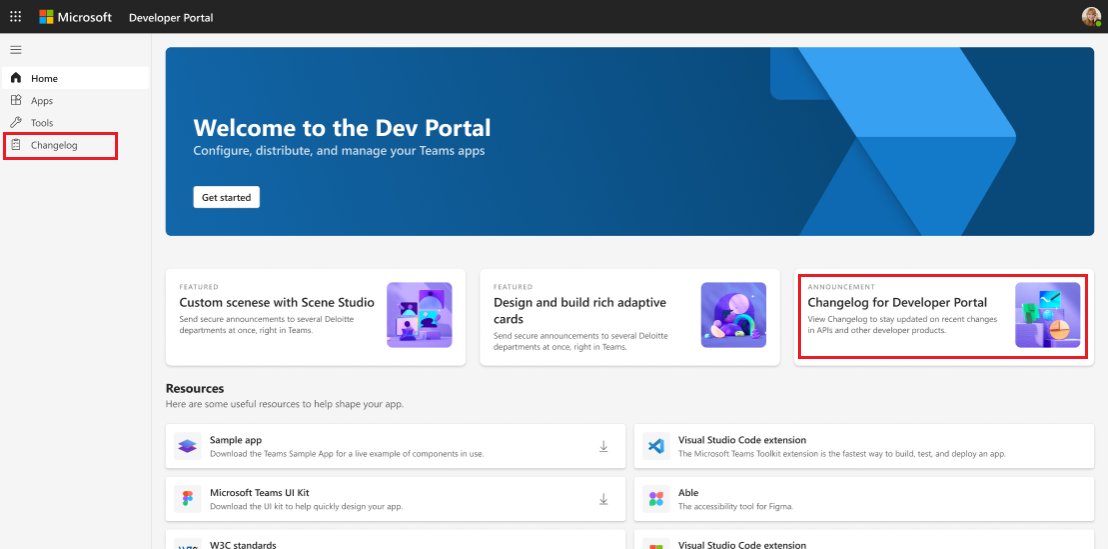 Microsoft Developer Portal
Home
Apps
Tools
Changelog
Welcome to the Dev Portal
Configure, distribute, and manage your Teams apps
Get started
FEATURED
Custom scenese with Scene Studio
Send secure announcements to several Deloitte
departments at once, right in Teams.
FEATURED
Design and build rich adaptive
cards
Send secure announcements to several Deloitte
departments at once, right in Teams.
ANNOUNCEMENT
Changelog for Developer Portal
View Changelog to stay updated on recent changes
in APIs and other developer products.
Resources
Here are some useful resources to help shape your app.
Sample app
Download the Teams Sample App for a live example of components in use.
Visual Studio Code extension
The Microsoft Teams Toolkit extension is the fastest way to build, test, and deploy an app.
Microsoft Teams UI Kit
Download the UI kit to help quickly design your app.
Able
The accessibility tool for Figma.
W3C standards
Visual Studio Code extension